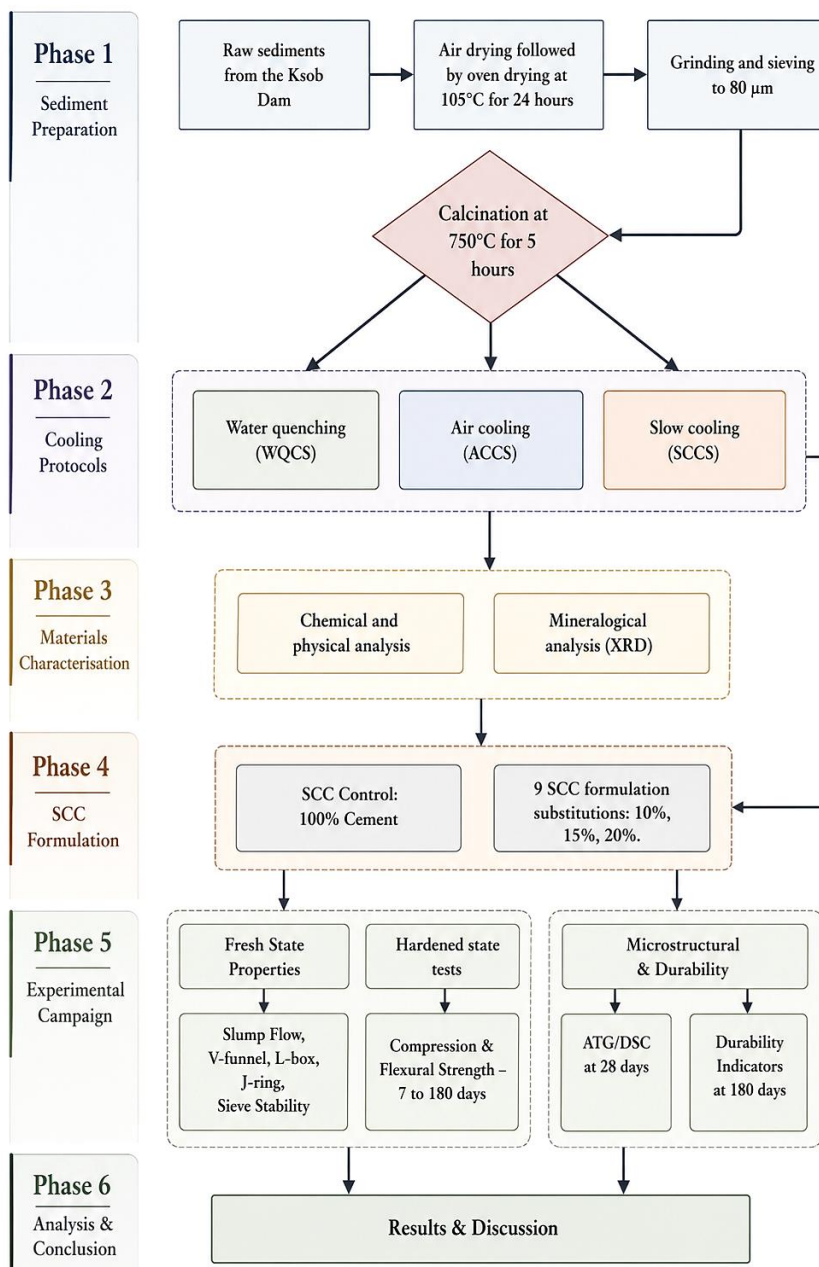 Phase 1
Sediment
Preparation
Raw sediments
from the Ksob
Dam
Air drying followed
by oven drying at
105°C for 24 hours
Grinding and sieving
to 80 µm
Calcination at
750°C for 5
hours
Phase 2
Cooling
Protocols
Water quenching
(WQCS)
Air cooling
(ACCS)
Slow cooling
(SCCS)
Phase 3
Materials
Characterisation
Chemical and
physical analysis
Mineralogical
analysis (XRD)
Phase 4
SCC
Formulation
SCC Control:
100% Cement
9 SCC formulation
substitutions: 10%,
15%, 20%.
Phase 5
Experimental
Campaign
Fresh State
Properties
Hardened state
tests
Microstructural
& Durability
Slump Flow,
V-funnel, L-box,
J-ring,
Sieve Stability
Compression &
Flexural Strength –
7 to 180 days
ATG/DSC
at 28 days
Durability
Indicators
at 180 days
Phase 6
Analysis &
Conclusion
Results & Discussion